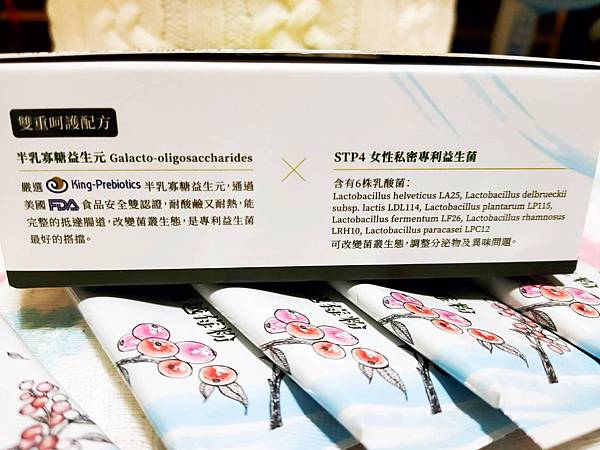 雙重呵護配方
半乳寡糖益生元 Galacto-oligosaccharides
嚴選 King-Prebiotics 半乳寡糖益生元,通過
美國 FDA 食品安全雙認證,耐酸鹼又耐熱,能
完整的抵達腸道,改變菌叢生態,是專利益生菌
最好的搭擋。
STP4 女性私密專利益生菌
含有6株乳酸菌:
Lactobacillus helveticus LA25, Lactobacillus delbrueckii
subsp. lactis LDL114, Lactobacillus plantarum LP115,
Lactobacillus fermentum LF26, Lactobacillus rhamnosus
LRH10, Lactobacillus paracasei LPC12
可改變菌叢生態,調整分泌物及異味問題。